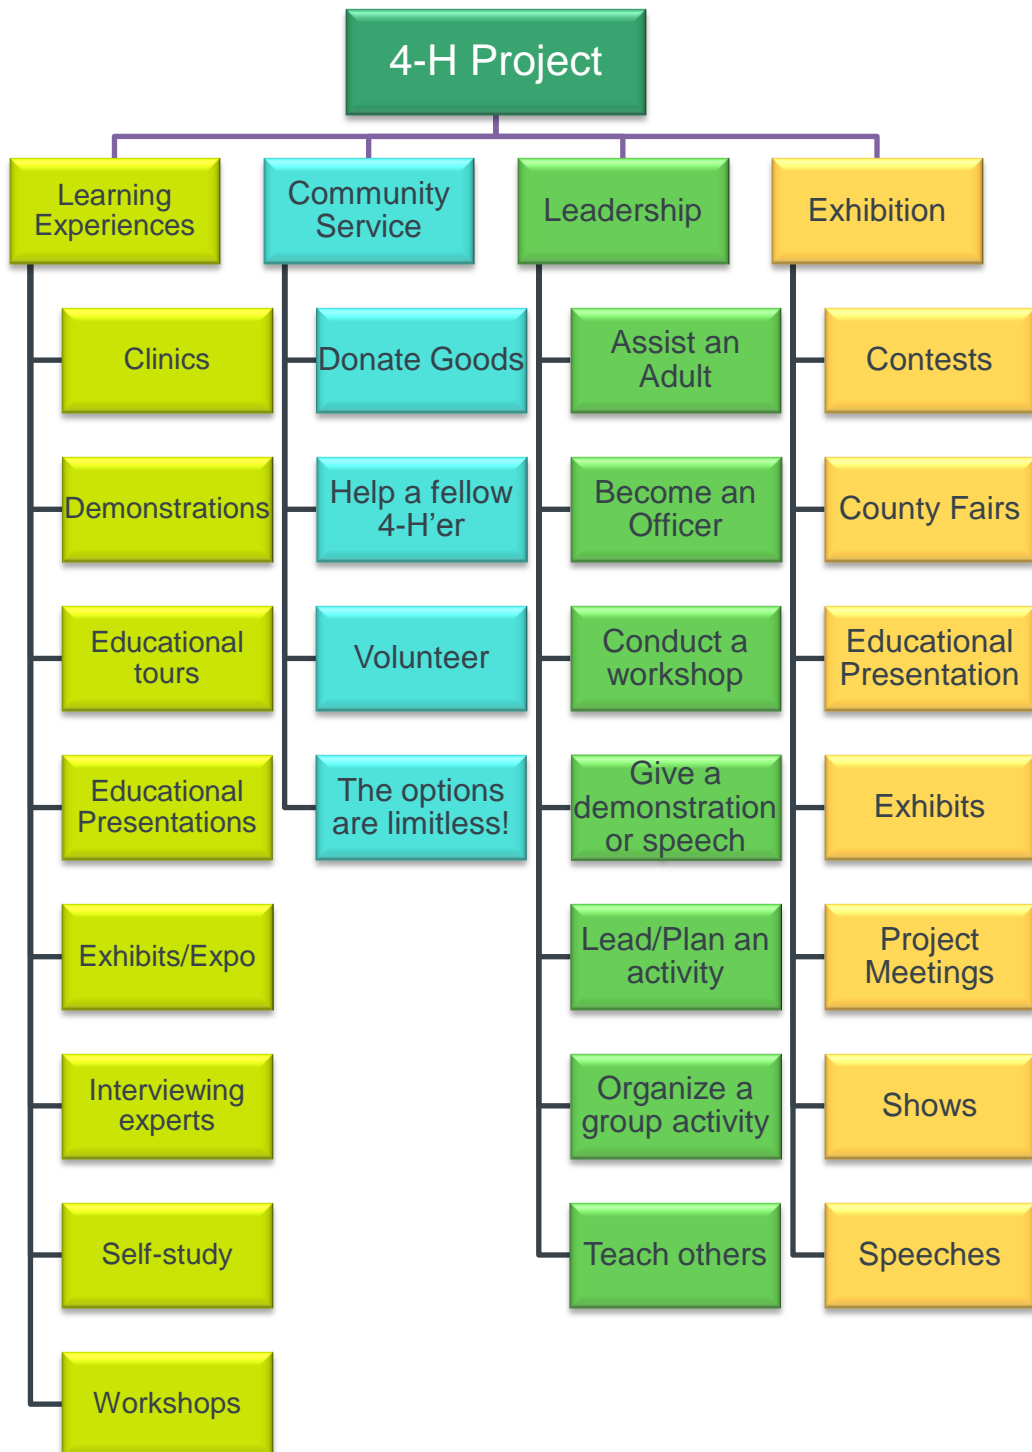 4-H Project
Learning
Experiences
Clinics
Demonstrations
Educational
tours
Educational
Presentations
Exhibits/Expo
Interviewing
experts
Self-study
Workshops
Community
Service
Donate Goods
Help a fellow
4-H’er
Volunteer
The options
are limitless!
Leadership
Assist an
Adult
Become an
Officer
Conduct a
workshop
Give a
demonstration
or speech
Lead/Plan an
activity
Organize a
group activity
Teach others
Exhibition
Contests
County Fairs
Educational
Presentation
Exhibits
Project
Meetings
Shows
Speeches